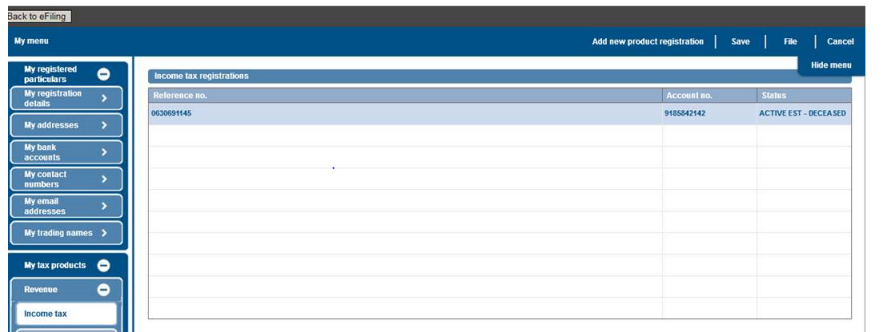 Back to eFiling
My menu
Add new product registration
Save
File
Cancel
Hide menu
My registered
particulars
My registration
details
My addresses
My bank
accounts
My contact
numbers
My email
addresses
My trading names
My tax products
Revenue
Income tax
Income tax registrations
Reference no.
Account no.
Status
0630691145
9185842142
ACTIVE EST - DECEASED